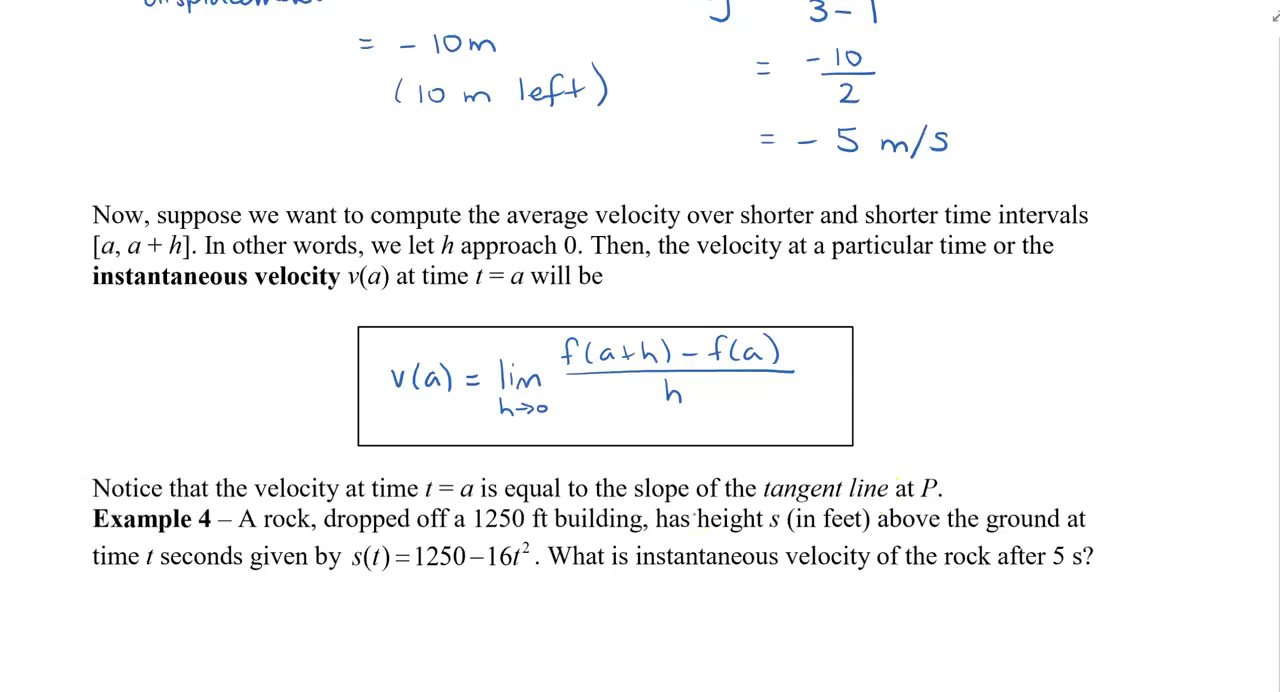 3 - 1
= - 10 m
= - 10 / 2
(10 m left)
= - 5 m/s
Now, suppose we want to compute the average velocity over shorter and shorter time intervals
[a, a + h]. In other words, we let h approach 0. Then, the velocity at a particular time or the
instantaneous velocity v(a) at time t = a will be
v(a) = lim h→0 f(a+h) - f(a) / h
Notice that the velocity at time t = a is equal to the slope of the tangent line at P.
Example 4 – A rock, dropped off a 1250 ft building, has height s (in feet) above the ground at
time t seconds given by s(t) = 1250 − 16t². What is instantaneous velocity of the rock after 5 s?